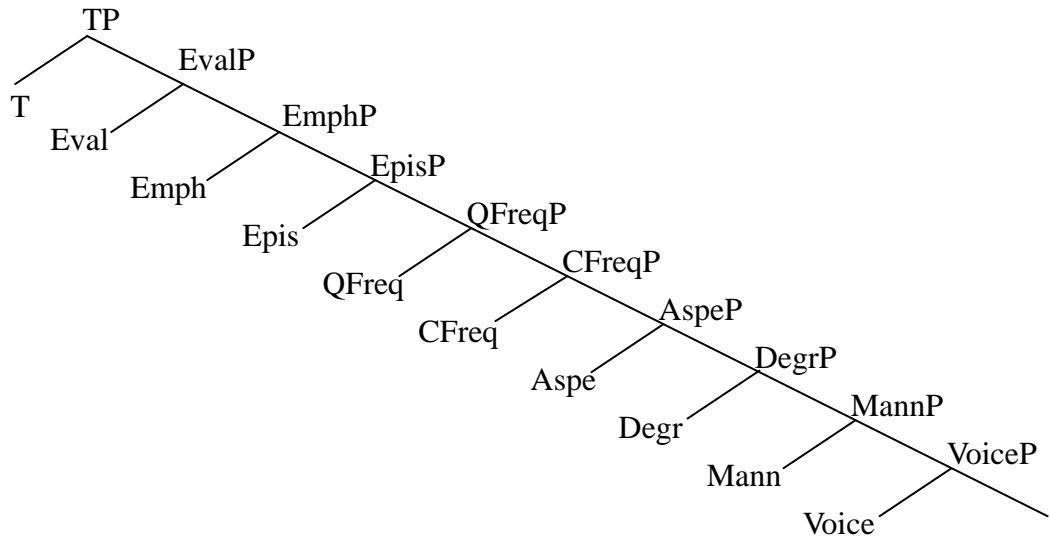 TP
EvalP
T
Eval
EmphP
Emph
EpisP
Epis
QFreqP
QFreq
CFreqP
CFreq
AspeP
Aspe
DegrP
Degr
MannP
Mann
VoiceP
Voice